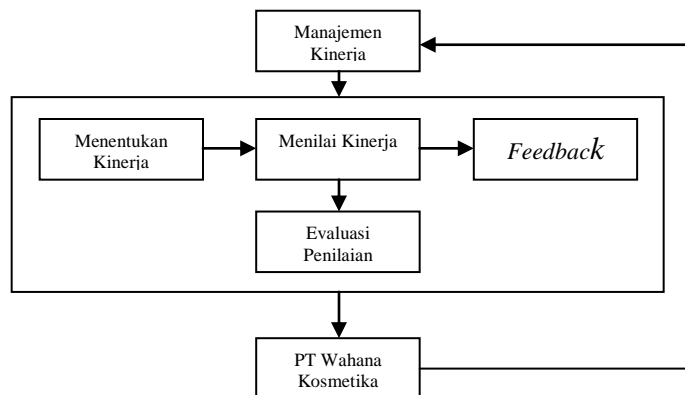 Manajemen
Kinerja
Menentukan
Kinerja
Menilai Kinerja
Feedback
Evaluasi
Penilaian
PT Wahana
Kosmetika